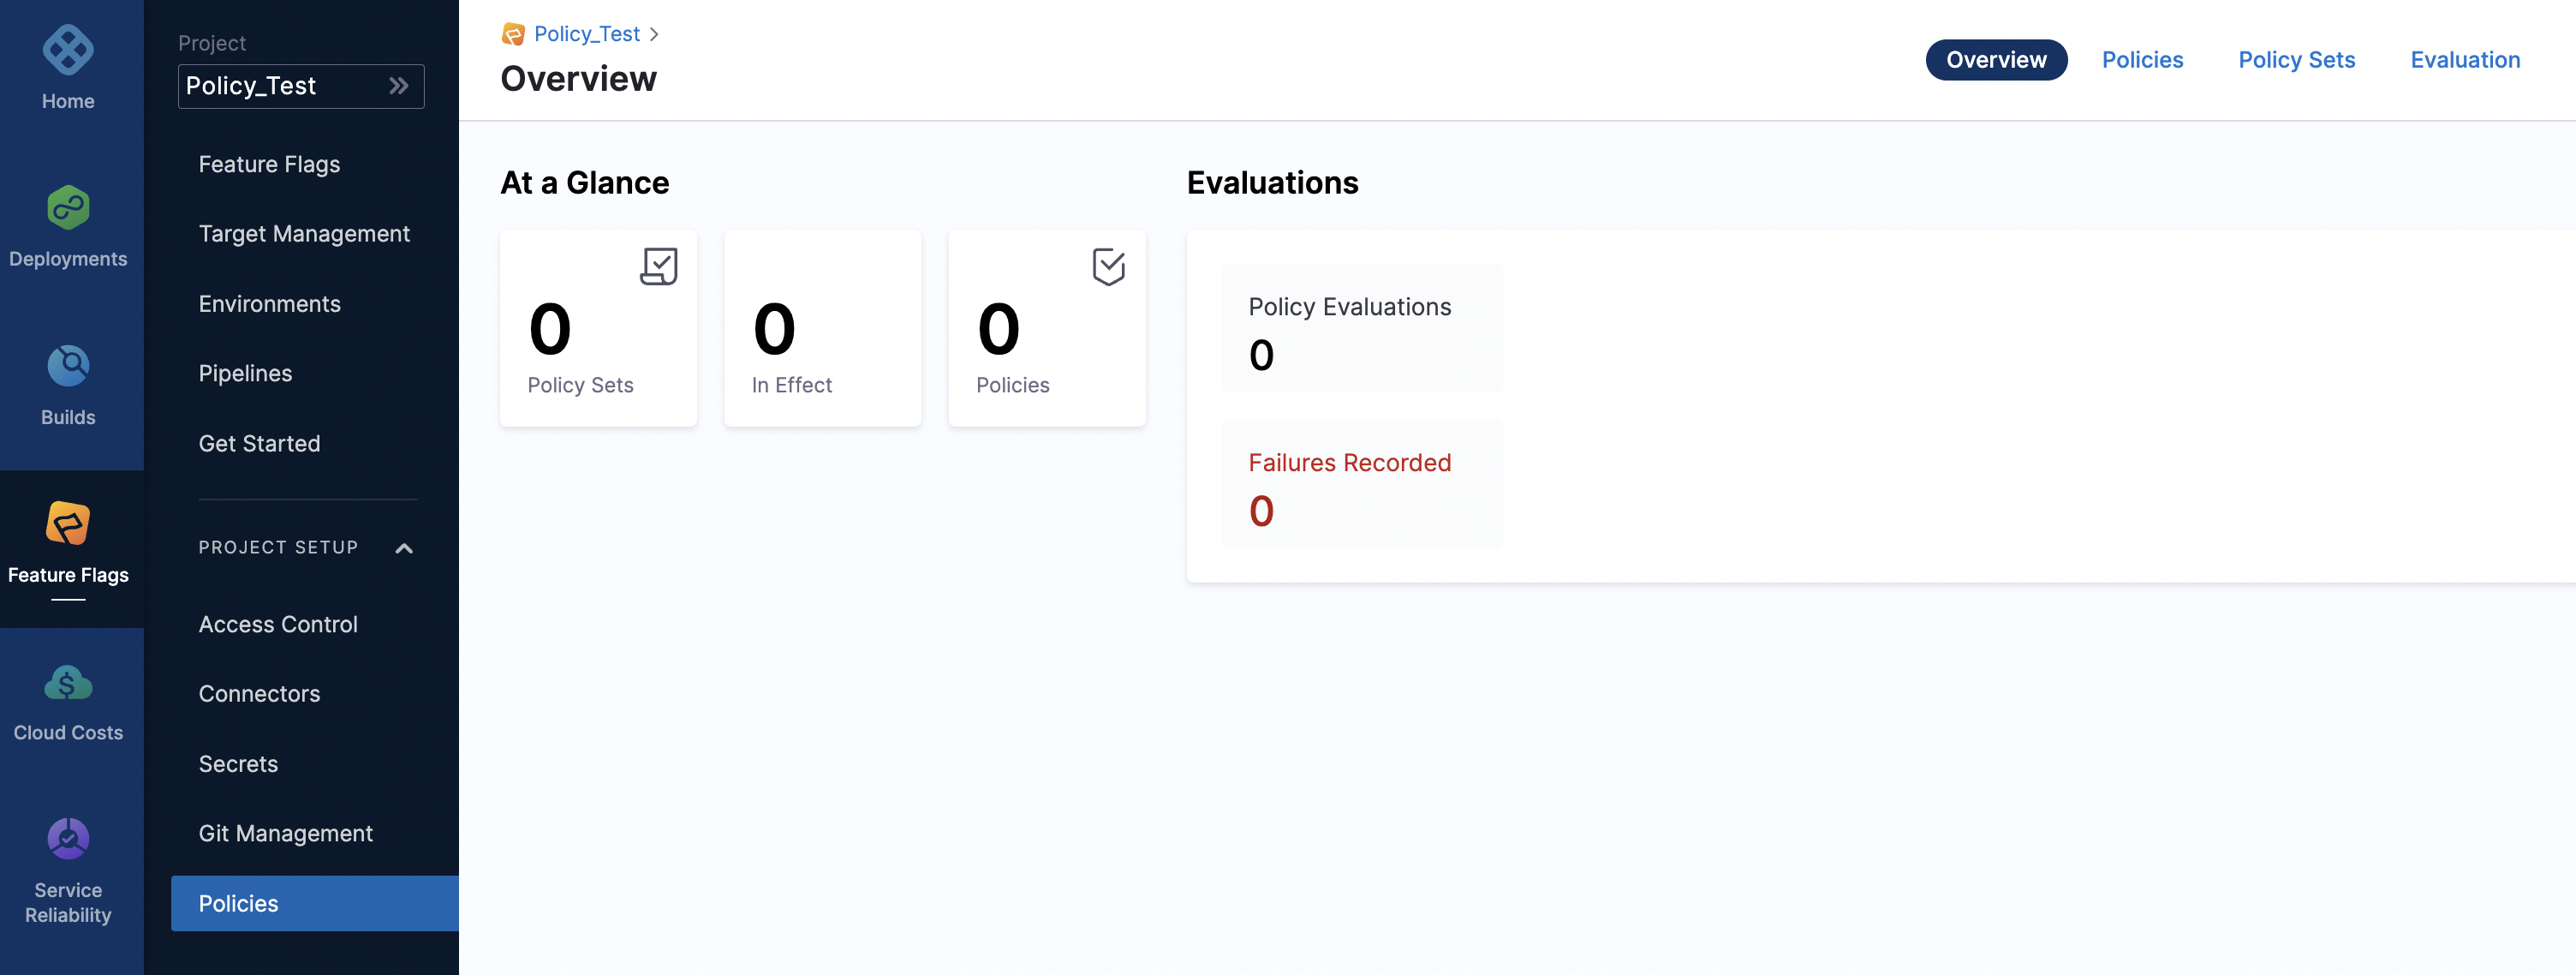 Home
Deployments
Builds
Feature Flags
Cloud Costs
Service
Reliability
Project
Policy_Test
Feature Flags
Target Management
Environments
Pipelines
Get Started
PROJECT SETUP
Access Control
Connectors
Secrets
Git Management
Policies
Policy_Test
Overview
Overview
Policies
Policy Sets
Evaluation
At a Glance
0
Policy Sets
0
In Effect
0
Policies
Evaluations
Policy Evaluations
0
Failures Recorded
0